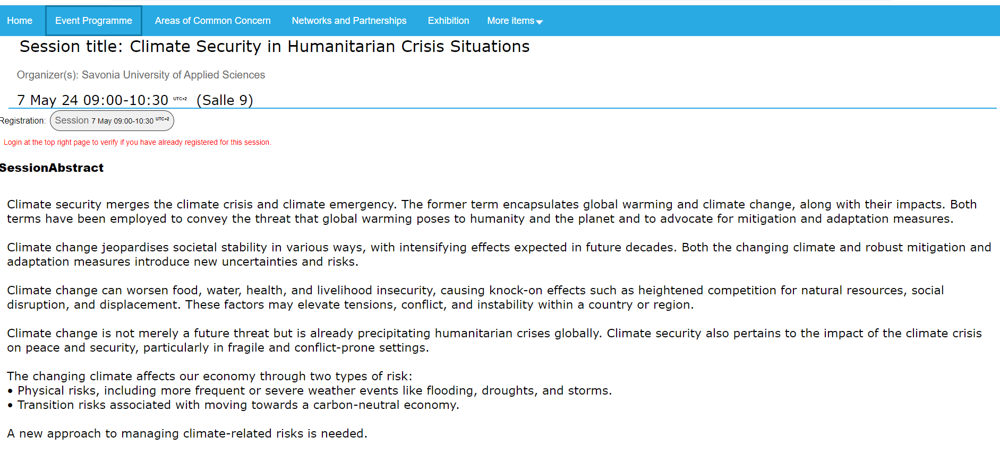 Home Event Programme Areas of Common Concern Networks and Partnerships Exhibition More items
Session title: Climate Security in Humanitarian Crisis Situations
Organizer(s): Savonia University of Applied Sciences
7 May 24 09:00-10:30 UTC+2 (Salle 9)
Registration: Session 7 May 09:00-10:30 UTC+2
Login at the top right page to verify if you have already registered for this session.
SessionAbstract
Climate security merges the climate crisis and climate emergency. The former term encapsulates global warming and climate change, along with their impacts. Both
terms have been employed to convey the threat that global warming poses to humanity and the planet and to advocate for mitigation and adaptation measures.
Climate change jeopardises societal stability in various ways, with intensifying effects expected in future decades. Both the changing climate and robust mitigation and
adaptation measures introduce new uncertainties and risks.
Climate change can worsen food, water, health, and livelihood insecurity, causing knock-on effects such as heightened competition for natural resources, social
disruption, and displacement. These factors may elevate tensions, conflict, and instability within a country or region.
Climate change is not merely a future threat but is already precipitating humanitarian crises globally. Climate security also pertains to the impact of the climate crisis
on peace and security, particularly in fragile and conflict-prone settings.
The changing climate affects our economy through two types of risk:
• Physical risks, including more frequent or severe weather events like flooding, droughts, and storms.
• Transition risks associated with moving towards a carbon-neutral economy.
A new approach to managing climate-related risks is needed.